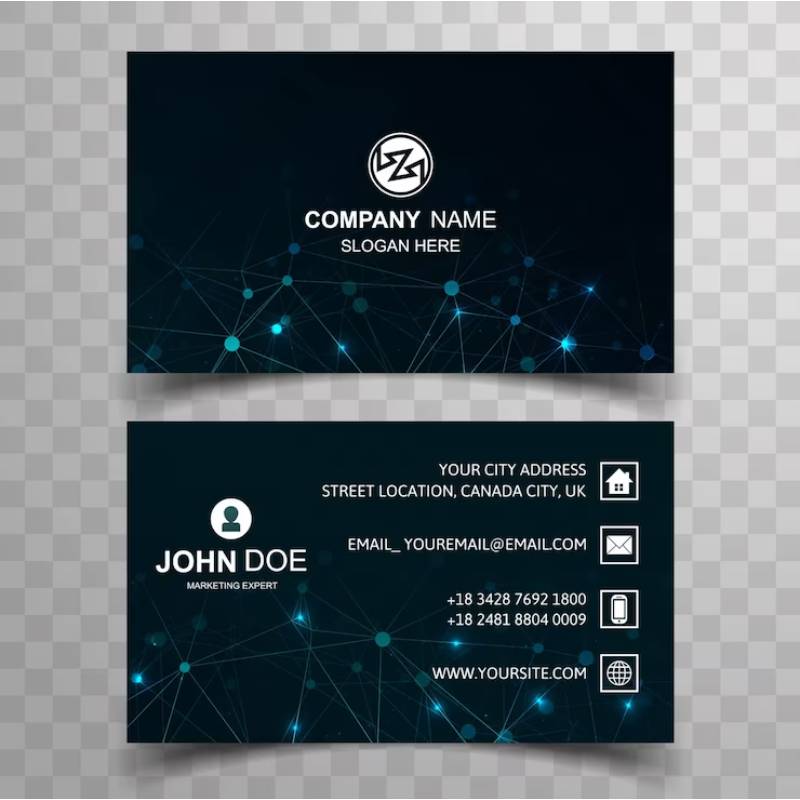 COMPANY NAME
SLOGAN HERE
YOUR CITY ADDRESS
STREET LOCATION, CANADA CITY, UK
EMAIL_ YOUREMAIL@EMAIL.COM
JOHN DOE
MARKETING EXPERT
+18 3428 7692 1800
+18 2481 8804 0009
WWW.YOURSITE.COM